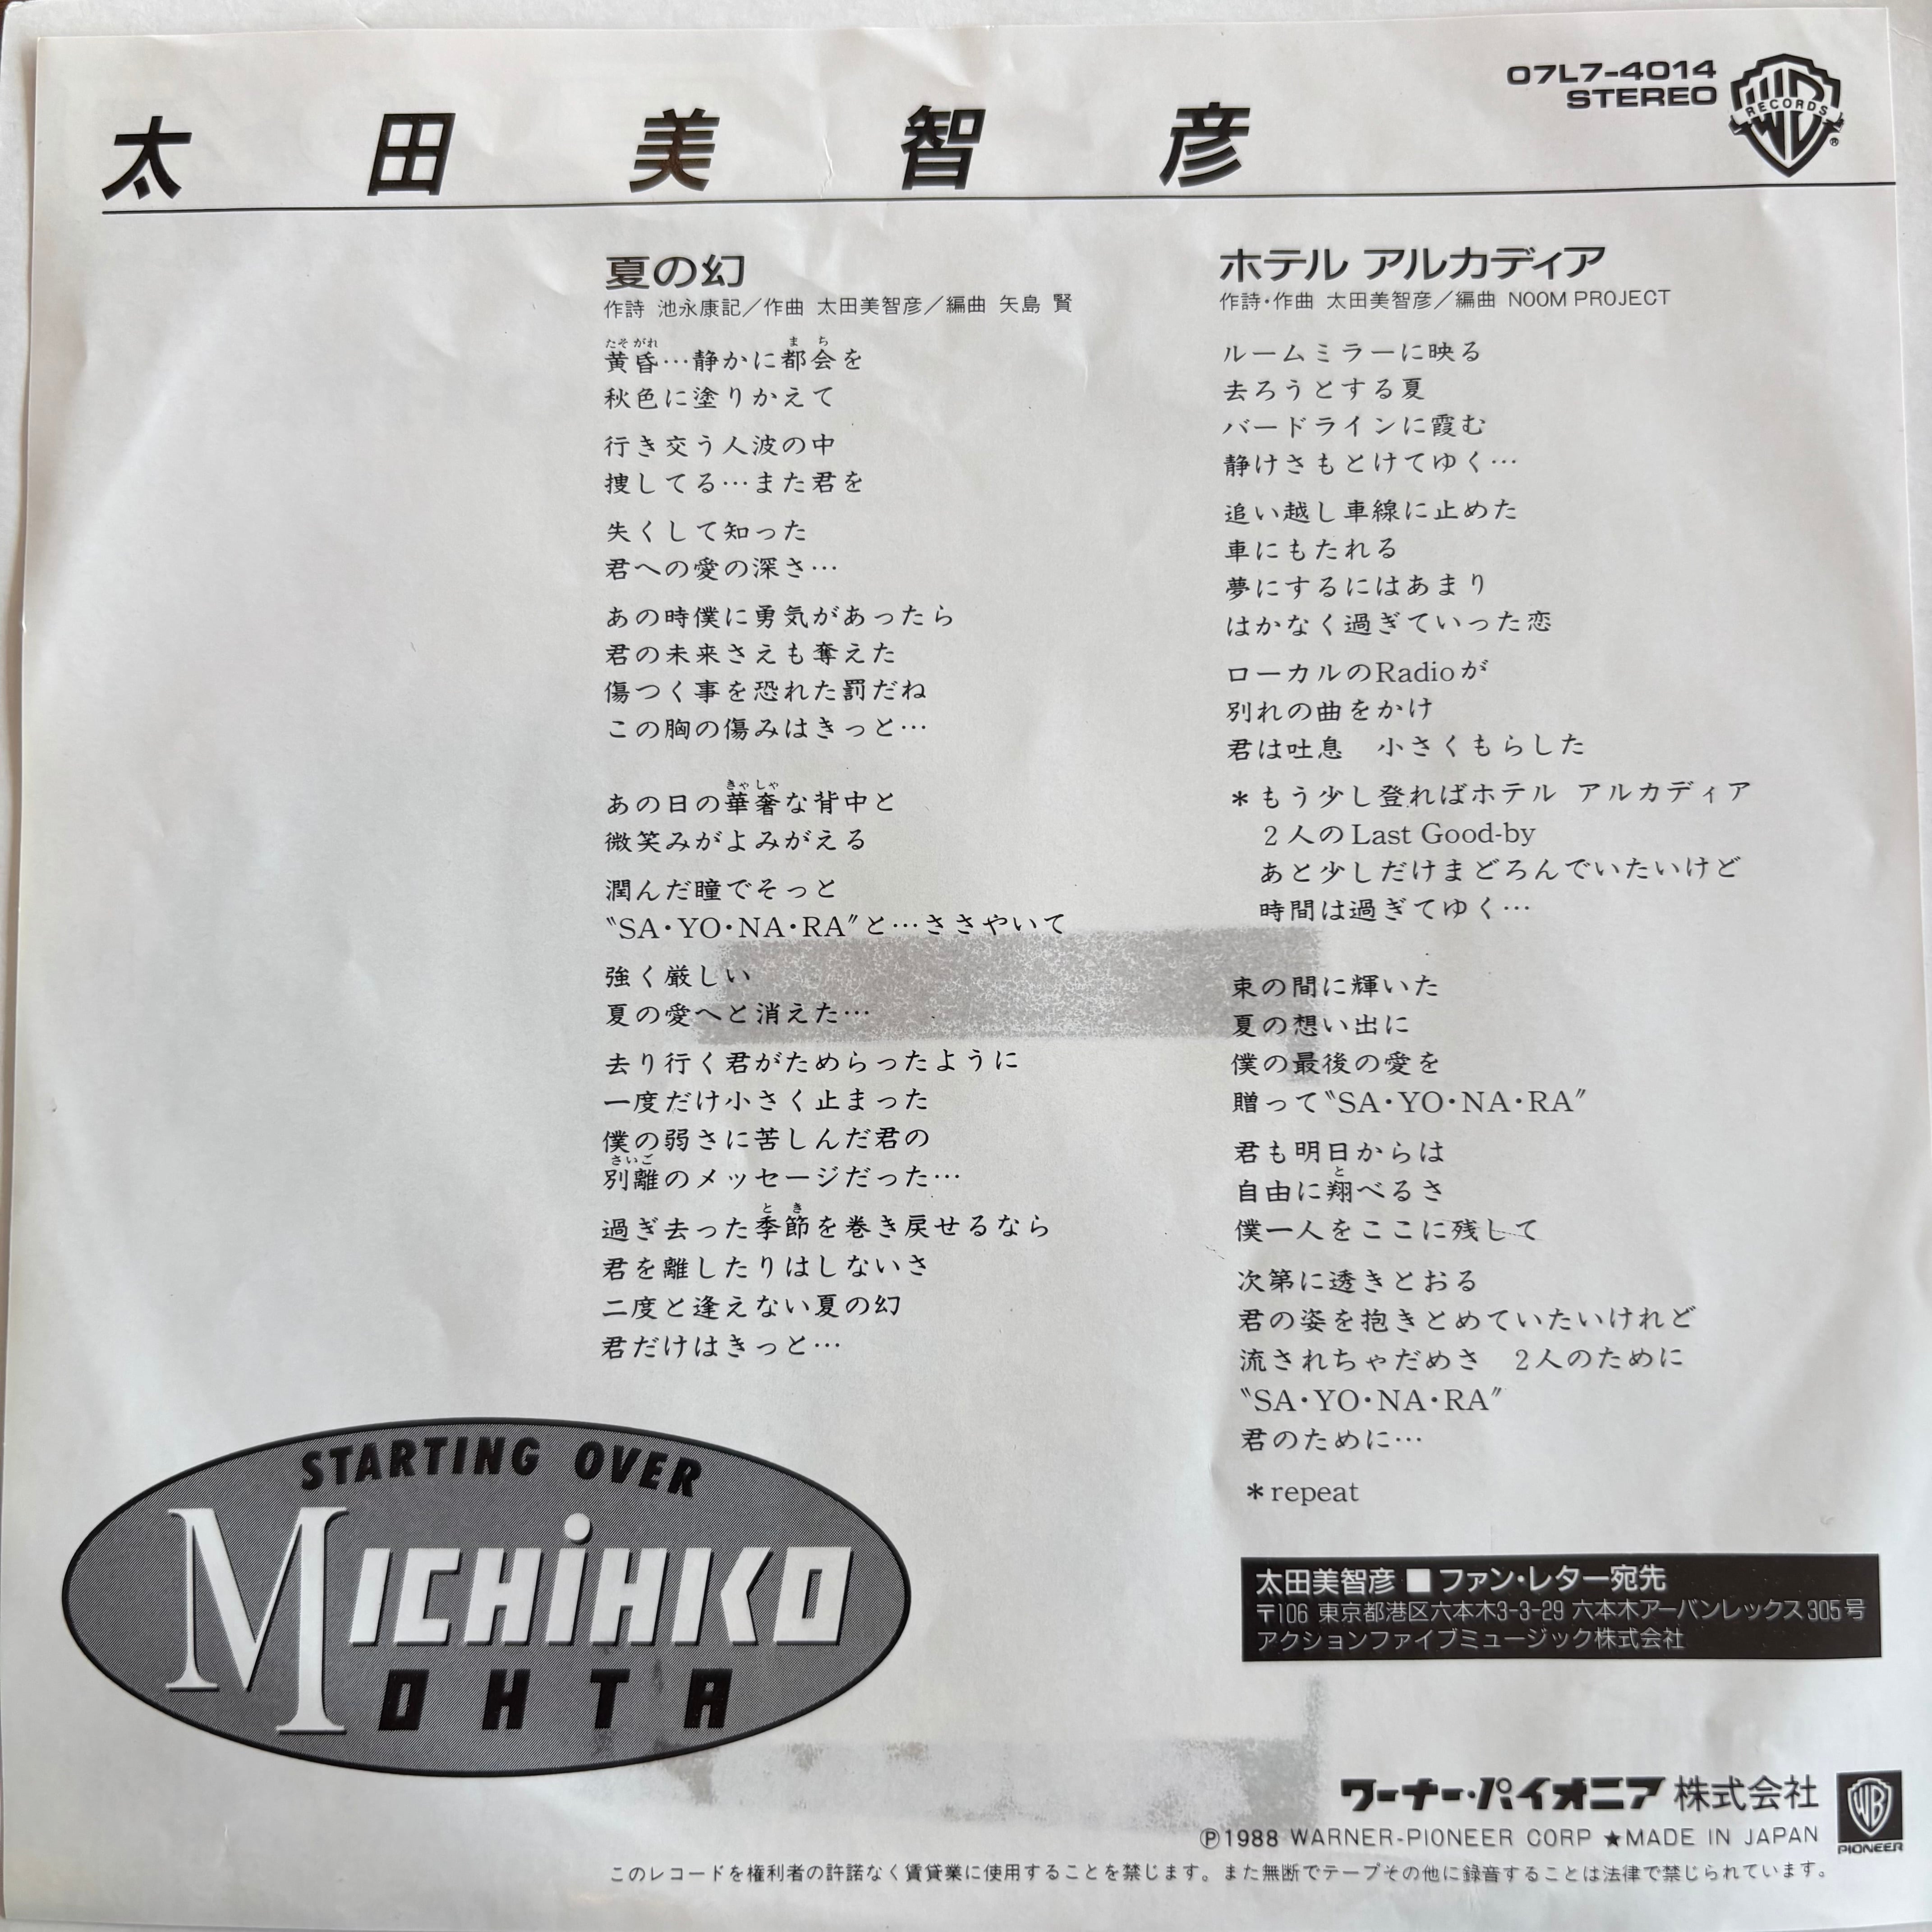 07L7-4014
STEREO
RECORDS
太田美智彦
夏の幻
作詩 池永康記／作曲 太田美智彦／編曲 矢島 賢
たそがれ まち
黄昏…静かに都会を
秋色に塗りかえて
行き交う人波の中
捜してる…また君を
失くして知った
君への愛の深さ…
あの時僕に勇気があったら
君の未来さえも奪えた
傷つく事を恐れた罰だね
この胸の傷みはきっと…
きゃしゃ
あの日の華奢な背中と
微笑みがよみがえる
潤んだ瞳でそっと
〝SA・YO・NA・RA〞と…ささやいて
強く厳しい
夏の愛へと消えた…
去り行く君がためらったように
一度だけ小さく止まった
僕の弱さに苦しんだ君の
さいご
別離のメッセージだった…
とき
過ぎ去った季節を巻き戻せるなら
君を離したりはしないさ
二度と逢えない夏の幻
君だけはきっと…
ホテル アルカディア
作詩・作曲 太田美智彦／編曲 NOOM PROJECT
ルームミラーに映る
去ろうとする夏
バードラインに霞む
静けさもとけてゆく…
追い越し車線に止めた
車にもたれる
夢にするにはあまり
はかなく過ぎていった恋
ローカルのRadioが
別れの曲をかけ
君は吐息　小さくもらした
＊もう少し登ればホテル アルカディア
2人のLast Good-by
あと少しだけまどろんでいたいけど
時間は過ぎてゆく…
束の間に輝いた
夏の想い出に
僕の最後の愛を
贈って〝SA・YO・NA・RA〞
君も明日からは
と
自由に翔べるさ
僕一人をここに残して
次第に透きとおる
君の姿を抱きとめていたいけれど
流されちゃだめさ　2人のために
〝SA・YO・NA・RA〞
君のために…
＊repeat
STARTING OVER
MICHiHKO
OHTA
太田美智彦■ファン・レター宛先
〒106 東京都港区六本木3-3-29 六本木アーバンレックス305号
アクションファイブミュージック株式会社
ワーナー・パイオニア株式会社
Ⓟ1988 WARNER-PIONEER CORP ★MADE IN JAPAN
PIONEER
このレコードを権利者の許諾なく賃貸業に使用することを禁じます。また無断でテープその他に録音することは法律で禁じられています。